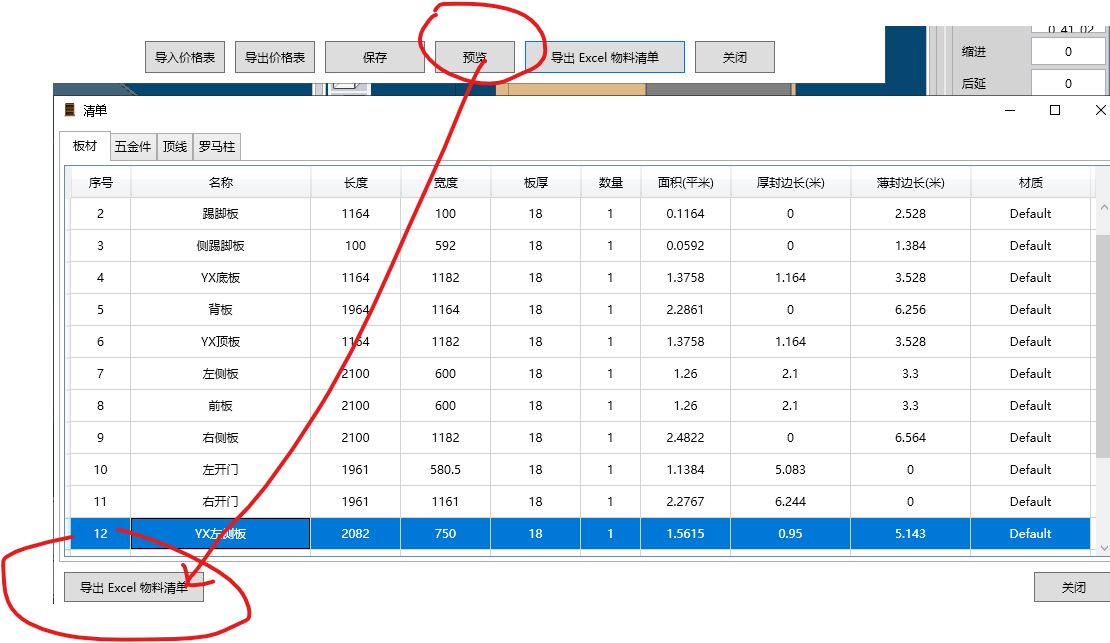 导入价格表 导出价格表 保存 预览 导出 Excel 物料清单 关闭
缩进 0
后延 0
清单
板材 五金件 顶线 罗马柱
序号 名称 长度 宽度 板厚 数量 面积(平米) 厚封边长(米) 薄封边长(米) 材质
2 踢脚板 1164 100 18 1 0.1164 0 2.528 Default
3 侧踢脚板 100 592 18 1 0.0592 0 1.384 Default
4 YX底板 1164 1182 18 1 1.3758 1.164 3.528 Default
5 背板 1964 1164 18 1 2.2861 0 6.256 Default
6 YX顶板 1164 1182 18 1 1.3758 1.164 3.528 Default
7 左侧板 2100 600 18 1 1.26 2.1 3.3 Default
8 前板 2100 600 18 1 1.26 2.1 3.3 Default
9 右侧板 2100 1182 18 1 2.4822 0 6.564 Default
10 左开门 1961 580.5 18 1 1.1384 5.083 0 Default
11 右开门 1961 1161 18 1 2.2767 6.244 0 Default
12 YX左侧板 2082 750 18 1 1.5615 0.95 5.143 Default
导出 Excel 物料清单 关闭